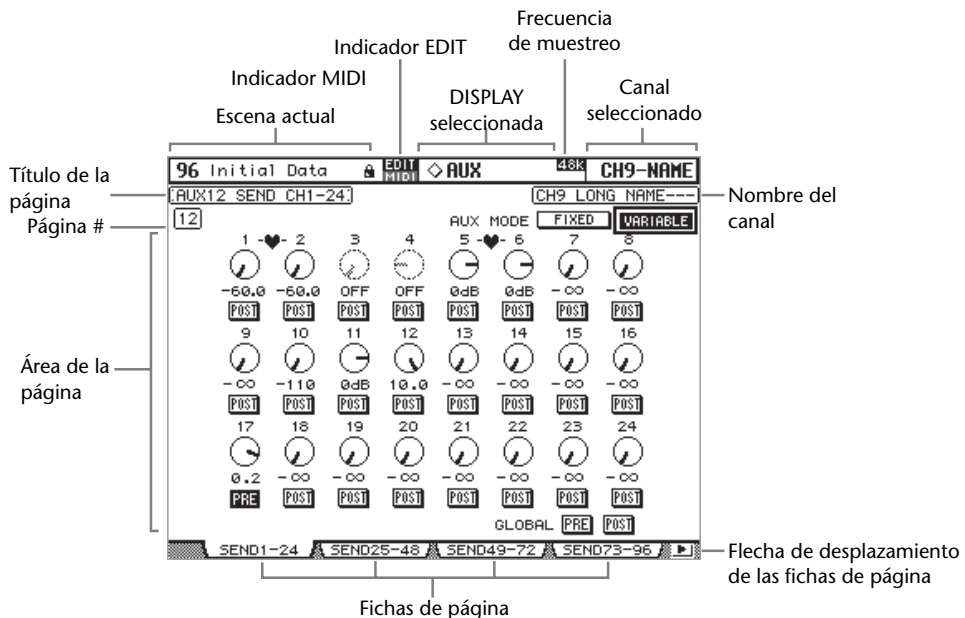 Frecuencia
de muestreo
Indicador EDIT
Indicador MIDI
DISPLAY
seleccionada
Canal
seleccionado
Escena actual
96 Initial Data EDIT MIDI ◇AUX 48K CH9-NAME
Título de la
página
AUX12 SEND CH1-24
CH9 LONG NAME---
Nombre del
canal
Página #
12
AUX MODE FIXED VARIABLE
1 -♥- 2 3 4 5 -♥- 6 7 8
-60.0 -60.0 OFF OFF 0dB 0dB -∞ -∞
POST POST POST POST POST POST POST POST
9 10 11 12 13 14 15 16
Área de la
página
-∞ -110 0dB 10.0 -∞ -∞ -∞ -∞
POST POST POST POST POST POST POST POST
17 18 19 20 21 22 23 24
0.2 -∞ -∞ -∞ -∞ -∞ -∞ -∞
PRE POST POST POST POST POST POST POST
GLOBAL PRE POST
SEND1-24 SEND25-48 SEND49-72 SEND73-96
Flecha de desplazamiento
de las fichas de página
Fichas de página